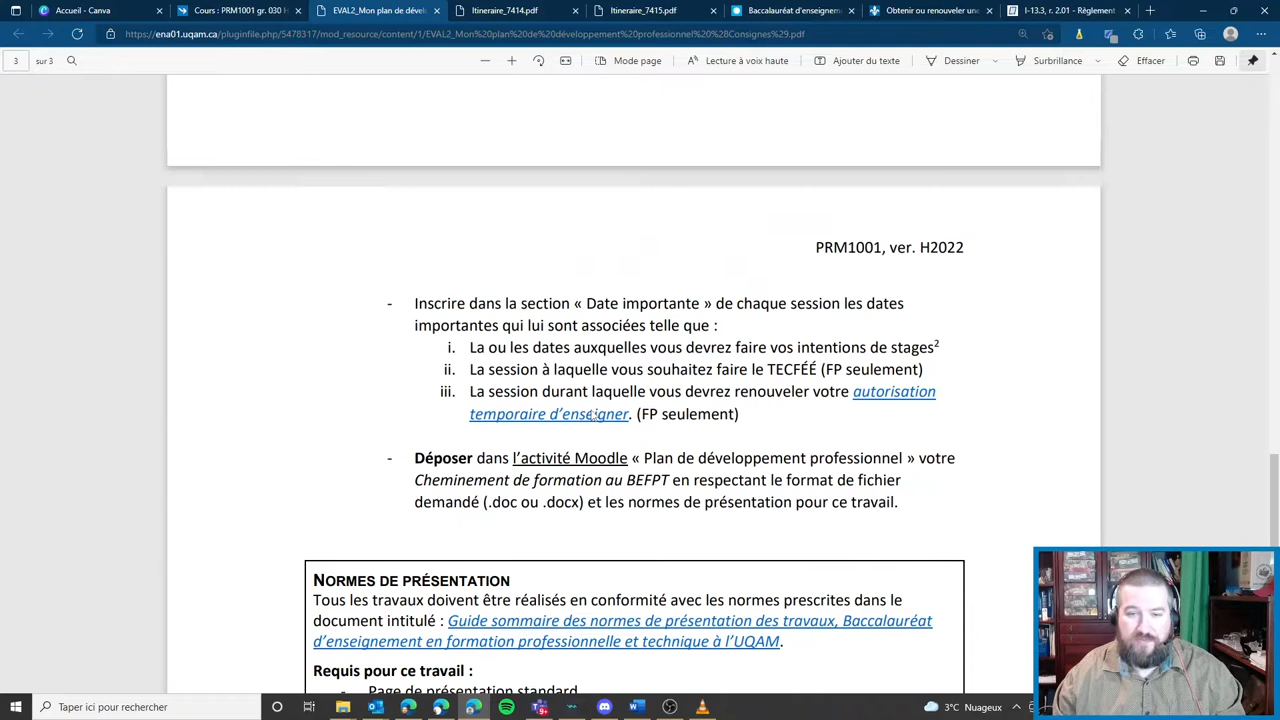 Accueil - Canva
Cours : PRM1001 gr. 030 H
EVAL2_Mon plan de dével
Itineraire_7414.pdf
Itineraire_7415.pdf
Baccalauréat d'enseigneme
Obtenir ou renouveler une
I-13.3, r. 2.01 - Règlement
https://ena01.uqam.ca/pluginfile.php/5478317/mod_resource/content/1/EVAL2_Mon%20plan%20de%20développement%20professionnel%20%28Consignes%29.pdf
3 sur 3
Mode page
Lecture à voix haute
Ajouter du texte
Dessiner
Surbrillance
Effacer
PRM1001, ver. H2022
- Inscrire dans la section « Date importante » de chaque session les dates
importantes qui lui sont associées telle que :
i. La ou les dates auxquelles vous devrez faire vos intentions de stages²
ii. La session à laquelle vous souhaitez faire le TECFÉÉ (FP seulement)
iii. La session durant laquelle vous devrez renouveler votre autorisation
temporaire d'enseigner. (FP seulement)
- Déposer dans l'activité Moodle « Plan de développement professionnel » votre
Cheminement de formation au BEFPT en respectant le format de fichier
demandé (.doc ou .docx) et les normes de présentation pour ce travail.
NORMES DE PRÉSENTATION
Tous les travaux doivent être réalisés en conformité avec les normes prescrites dans le
document intitulé : Guide sommaire des normes de présentation des travaux, Baccalauréat
d'enseignement en formation professionnelle et technique à l'UQAM.
Requis pour ce travail :
- Page de présentation standard
Taper ici pour rechercher
3°C Nuageux